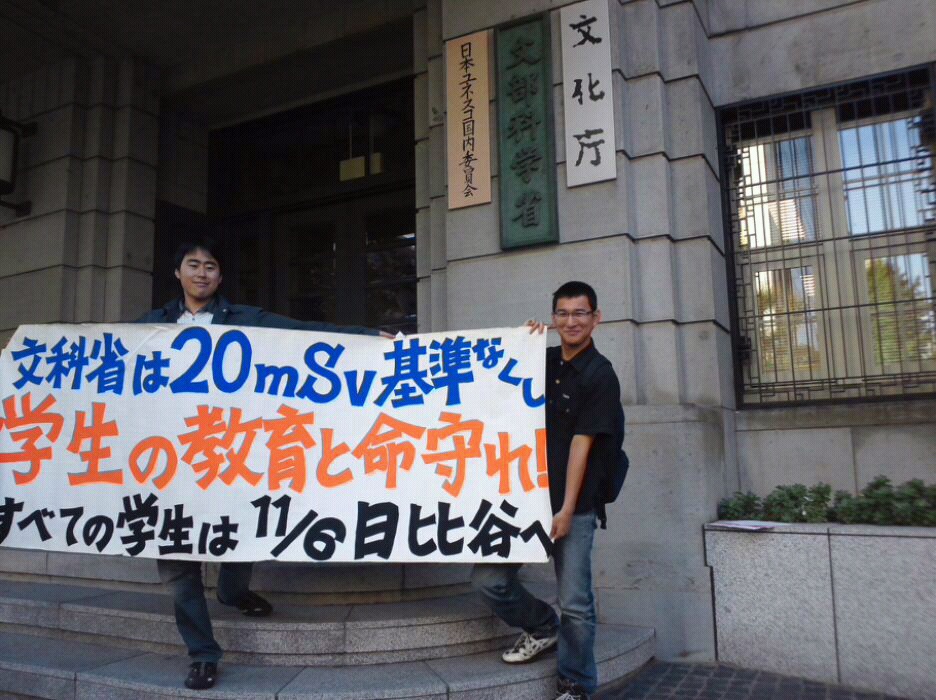 日本ユネスコ国内委員会
文部科学省
文化庁
文科省は20mSv基準なくし
学生の教育と命守れ!
すべての学生は 11/6日比谷へ